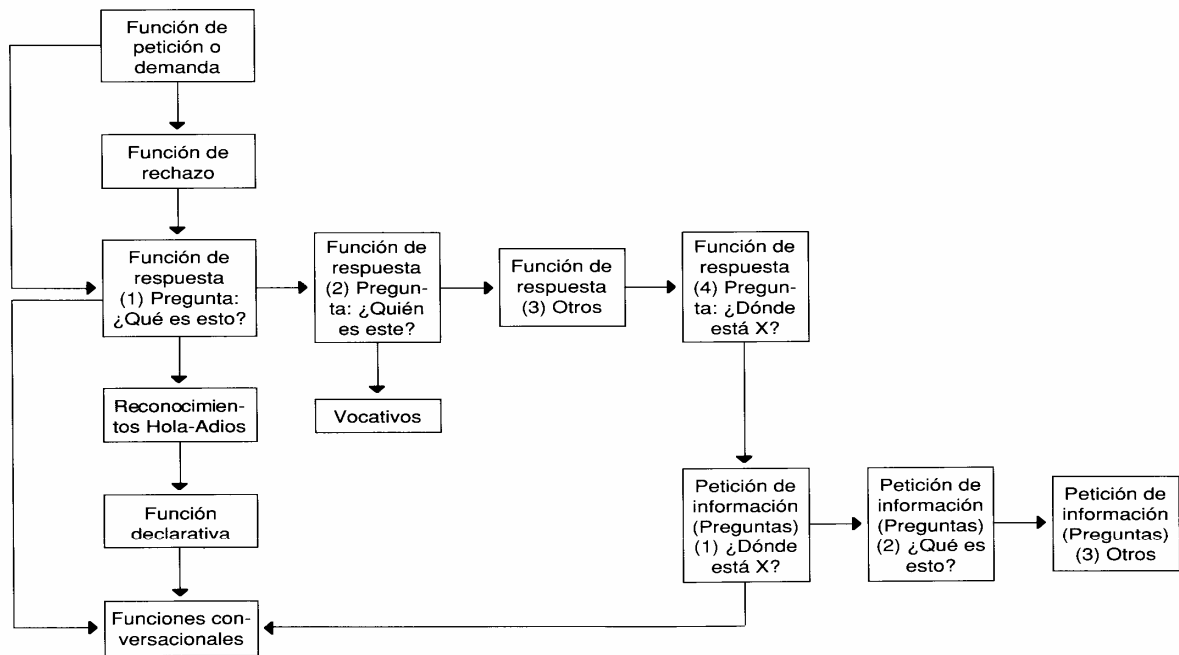 Función de
petición o
demanda
Función de
rechazo
Función de
respuesta
(1) Pregunta:
¿Qué es esto?
Función de
respuesta
(2) Pregun-
ta: ¿Quién
es este?
Función de
respuesta
(3) Otros
Función de
respuesta
(4) Pregun-
ta: ¿Dónde
está X?
Reconocimien-
tos Hola-Adios
Vocativos
Función
declarativa
Petición de
información
(Preguntas)
(1) ¿Dónde
está X?
Petición de
información
(Preguntas)
(2) ¿Qué es
esto?
Petición de
información
(Preguntas)
(3) Otros
Funciones con-
versacionales